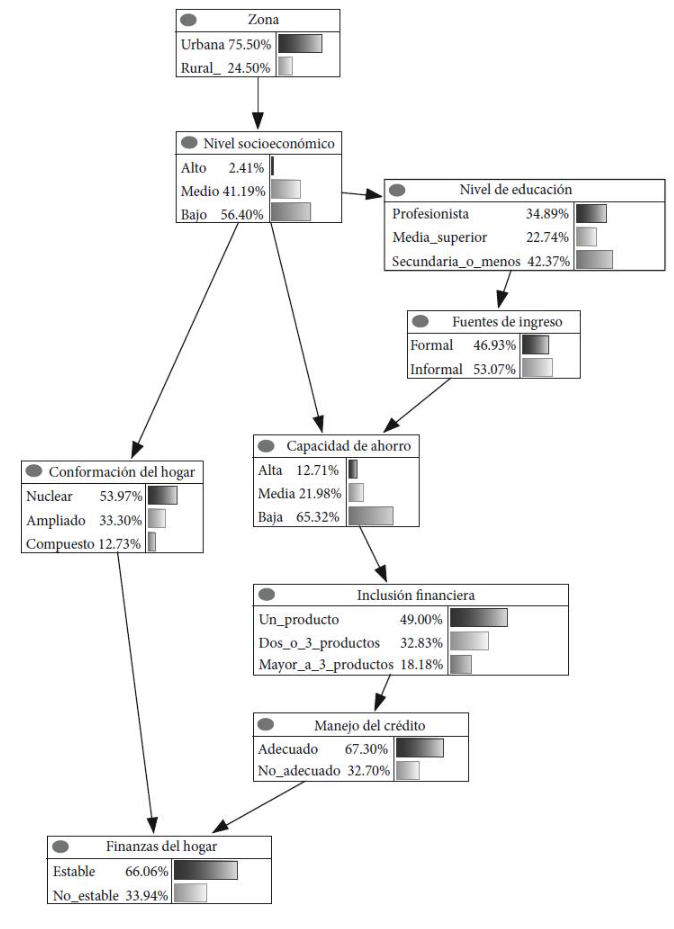 Zona
Urbana 75.50%
Rural_ 24.50%
Nivel socioeconómico
Alto 2.41%
Medio 41.19%
Bajo 56.40%
Nivel de educación
Profesionista 34.89%
Media_superior 22.74%
Secundaria_o_menos 42.37%
Fuentes de ingreso
Formal 46.93%
Informal 53.07%
Capacidad de ahorro
Alta 12.71%
Media 21.98%
Baja 65.32%
Conformación del hogar
Nuclear 53.97%
Ampliado 33.30%
Compuesto 12.73%
Inclusión financiera
Un_producto 49.00%
Dos_o_3_productos 32.83%
Mayor_a_3_productos 18.18%
Manejo del crédito
Adecuado 67.30%
No_adecuado 32.70%
Finanzas del hogar
Estable 66.06%
No_estable 33.94%